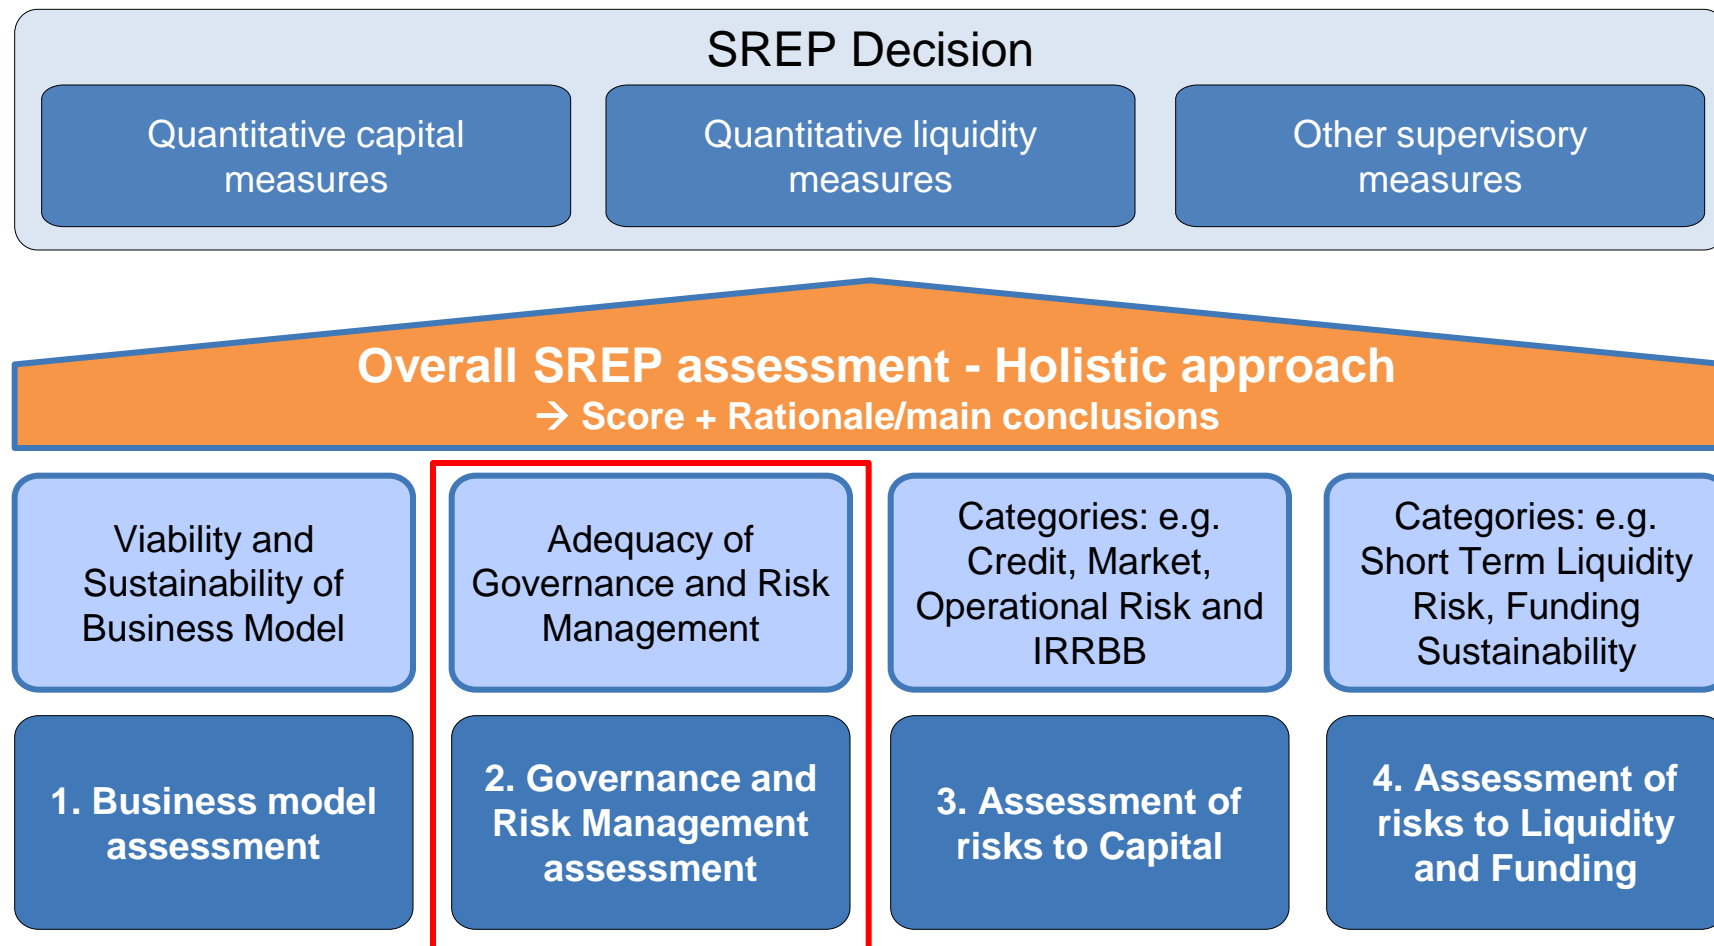 SREP Decision
Quantitative capital
measures
Quantitative liquidity
measures
Other supervisory
measures
Overall SREP assessment - Holistic approach
→ Score + Rationale/main conclusions
Viability and
Sustainability of
Business Model
Adequacy of
Governance and Risk
Management
Categories: e.g.
Credit, Market,
Operational Risk and
IRRBB
Categories: e.g.
Short Term Liquidity
Risk, Funding
Sustainability
1. Business model
assessment
2. Governance and
Risk Management
assessment
3. Assessment of
risks to Capital
4. Assessment of
risks to Liquidity
and Funding